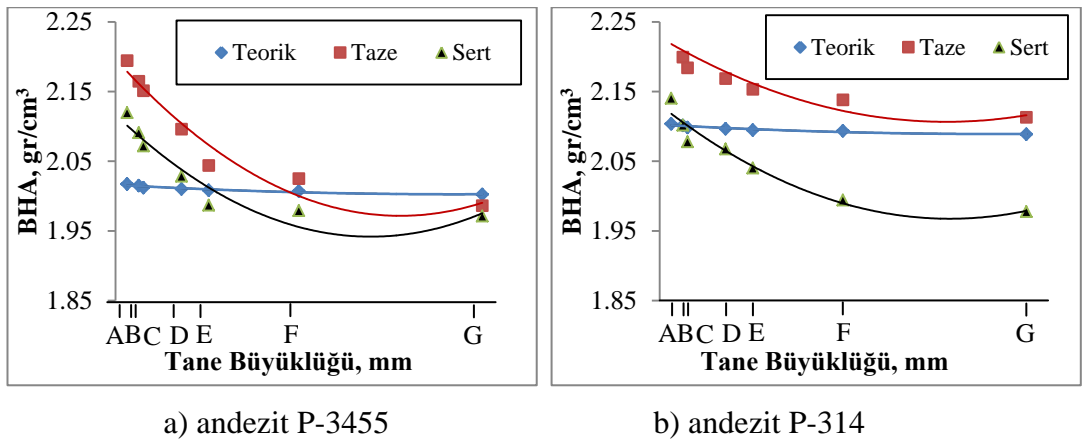 Teorik Taze Sert
2.25
2.15
2.05
1.95
1.85
BHA, gr/cm³
A B C D E F G
Tane Büyüklüğü, mm
a) andezit P-3455
Teorik Taze Sert
2.25
2.15
2.05
1.95
1.85
BHA, gr/cm³
A B C D E F G
Tane Büyüklüğü, mm
b) andezit P-314